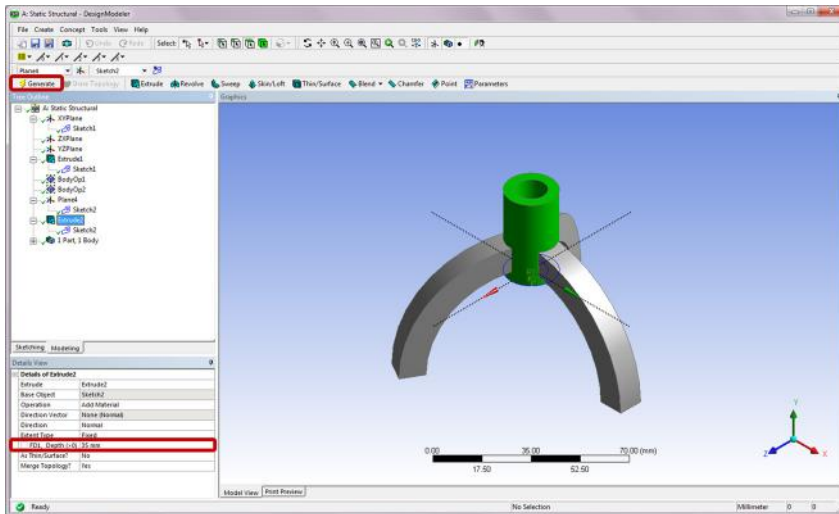 A: Static Structural - DesignModeler
File Create Concept Tools View Help
Undo Redo Select:
Plane4 Sketch2
Generate Share Topology Extrude Revolve Sweep Skin/Loft Thin/Surface Blend Chamfer Point Parameters
Tree Outline
Graphics
A: Static Structural
XYPlane
Sketch1
ZXPlane
YZPlane
Extrude1
Sketch1
BodyOp1
BodyOp2
Plane4
Sketch2
Extrude2
Sketch2
1 Part, 1 Body
Sketching Modeling
Details View
Details of Extrude2
Extrude Extrude2
Base Object Sketch2
Operation Add Material
Direction Vector None (Normal)
Direction Normal
Extent Type Fixed
FD1, Depth (>0) 35 mm
As Thin/Surface? No
Merge Topology? Yes
0.00 35.00 70.00 (mm)
17.50 52.50
Y
Z X
Model View Print Preview
Ready No Selection Millimeter 0 0